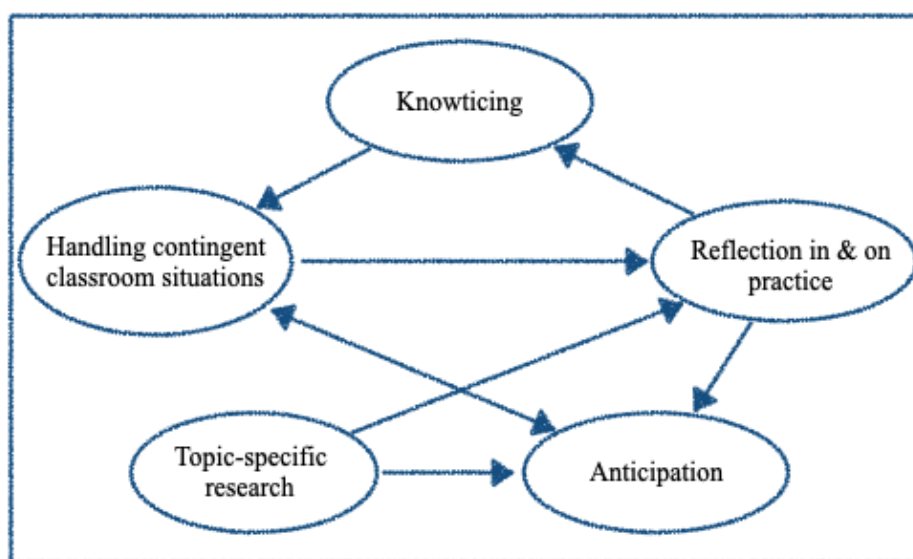 Knowticing
Handling contingent
classroom situations
Reflection in & on
practice
Topic-specific
research
Anticipation